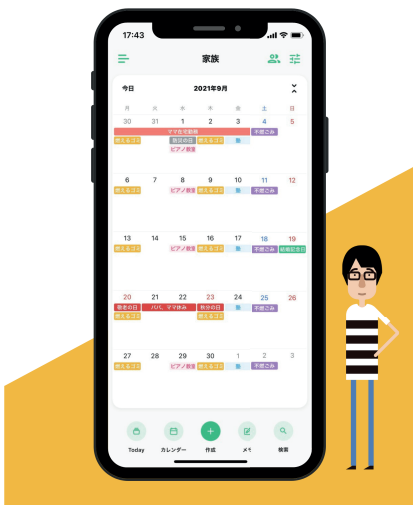 17:43
家族
今日 2021年9月
月 火 水 木 金 土 日
30 31 1 2 3 4 5
ママ在宅勤務 不燃ごみ
燃えるゴミ 防災の日 燃えるゴミ 塾
ピアノ教室
6 7 8 9 10 11 12
燃えるゴミ ピアノ教室 燃えるゴミ 塾 不燃ごみ
13 14 15 16 17 18 19
燃えるゴミ ピアノ教室 燃えるゴミ 塾 不燃ごみ 結婚記念日
20 21 22 23 24 25 26
敬老の日 パパ、ママ休み 秋分の日 塾 不燃ごみ
燃えるゴミ 燃えるゴミ
27 28 29 30 1 2 3
燃えるゴミ ピアノ教室 燃えるゴミ 塾 不燃ごみ
Today カレンダー 作成 メモ 検索